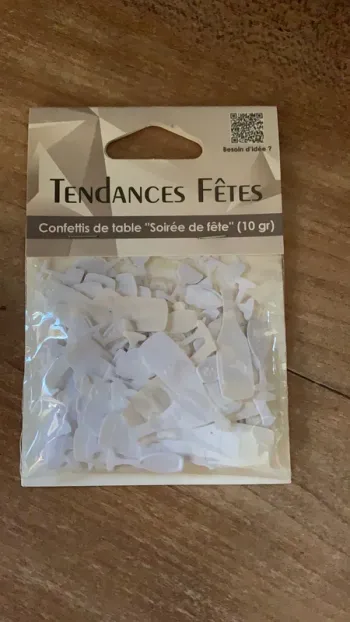 Besoin d'idée ?
TENDANCES FÊTES
Confettis de table "Soirée de fête" (10 gr)